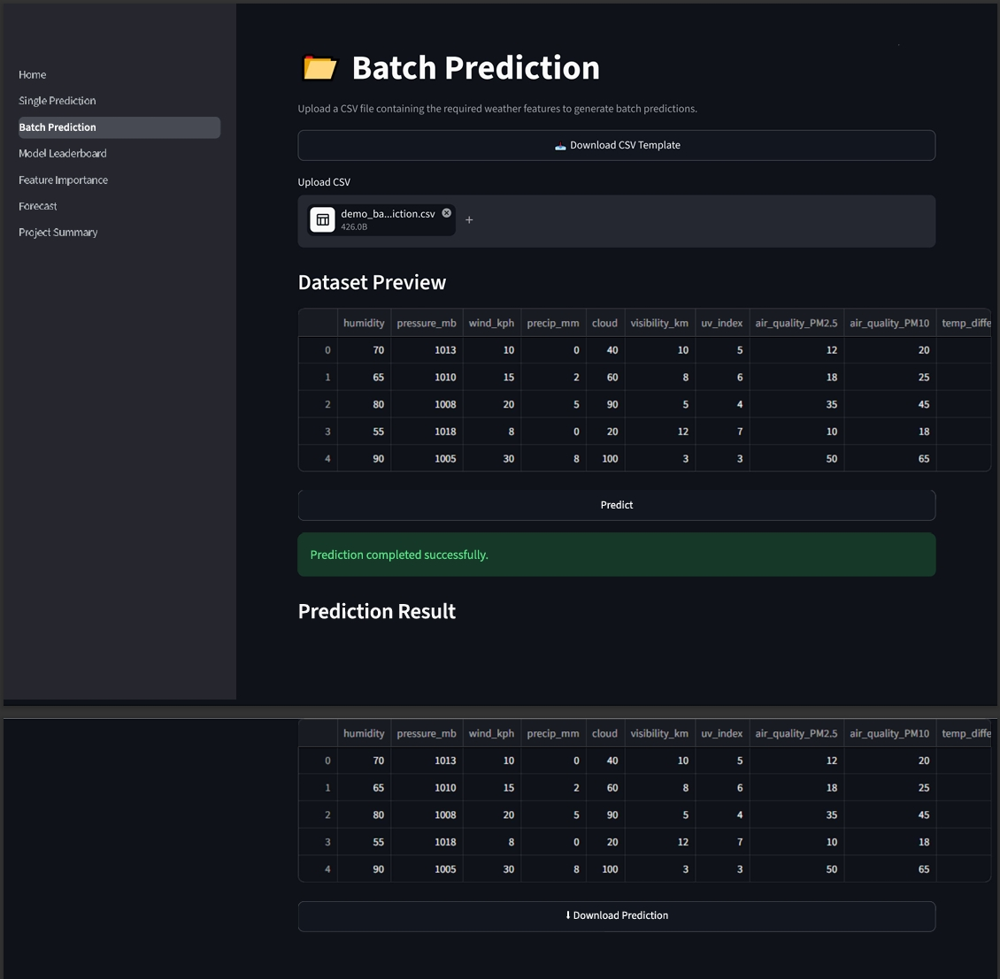 Home
Single Prediction
Batch Prediction
Model Leaderboard
Feature Importance
Forecast
Project Summary
Batch Prediction
Upload a CSV file containing the required weather features to generate batch predictions.
Download CSV Template
Upload CSV
demo_ba...iction.csv
426.0B
+
Dataset Preview
humidity pressure_mb wind_kph precip_mm cloud visibility_km uv_index air_quality_PM2.5 air_quality_PM10 temp_diffe
0 70 1013 10 0 40 10 5 12 20
1 65 1010 15 2 60 8 6 18 25
2 80 1008 20 5 90 5 4 35 45
3 55 1018 8 0 20 12 7 10 18
4 90 1005 30 8 100 3 3 50 65
Predict
Prediction completed successfully.
Prediction Result
humidity pressure_mb wind_kph precip_mm cloud visibility_km uv_index air_quality_PM2.5 air_quality_PM10 temp_diffe
0 70 1013 10 0 40 10 5 12 20
1 65 1010 15 2 60 8 6 18 25
2 80 1008 20 5 90 5 4 35 45
3 55 1018 8 0 20 12 7 10 18
4 90 1005 30 8 100 3 3 50 65
⬇ Download Prediction